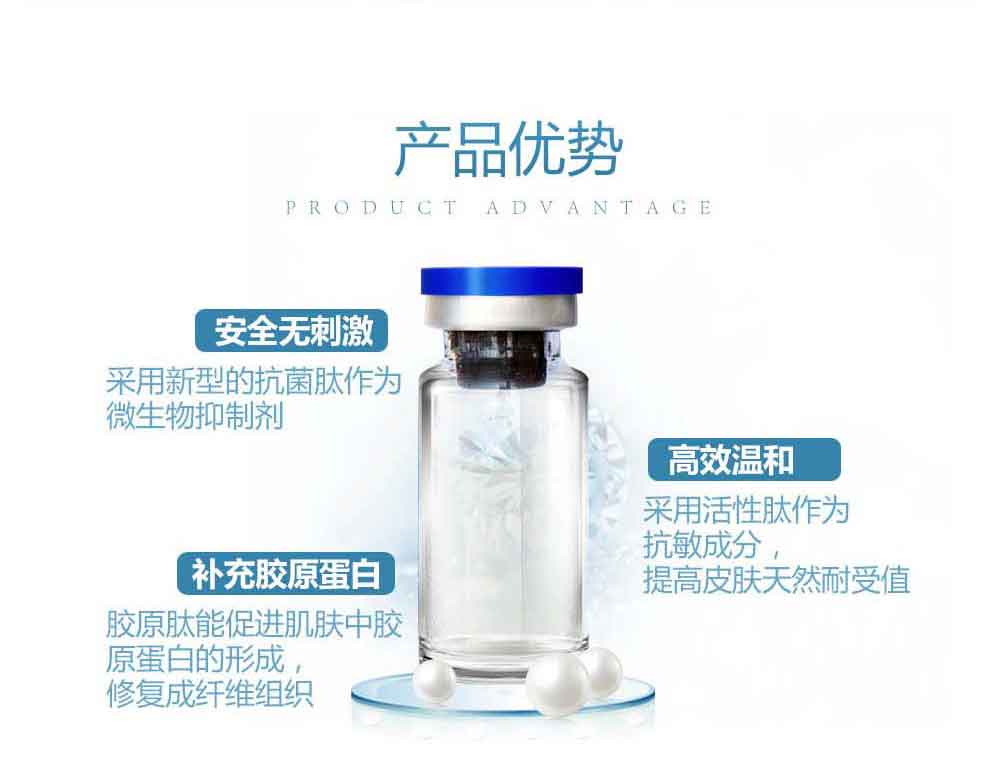 产品优势
PRODUCT ADVANTAGE
安全无刺激
采用新型的抗菌肽作为
微生物抑制剂
高效温和
采用活性肽作为
抗敏成分，
提高皮肤天然耐受值
补充胶原蛋白
胶原肽能促进肌肤中胶
原蛋白的形成，
修复成纤维组织